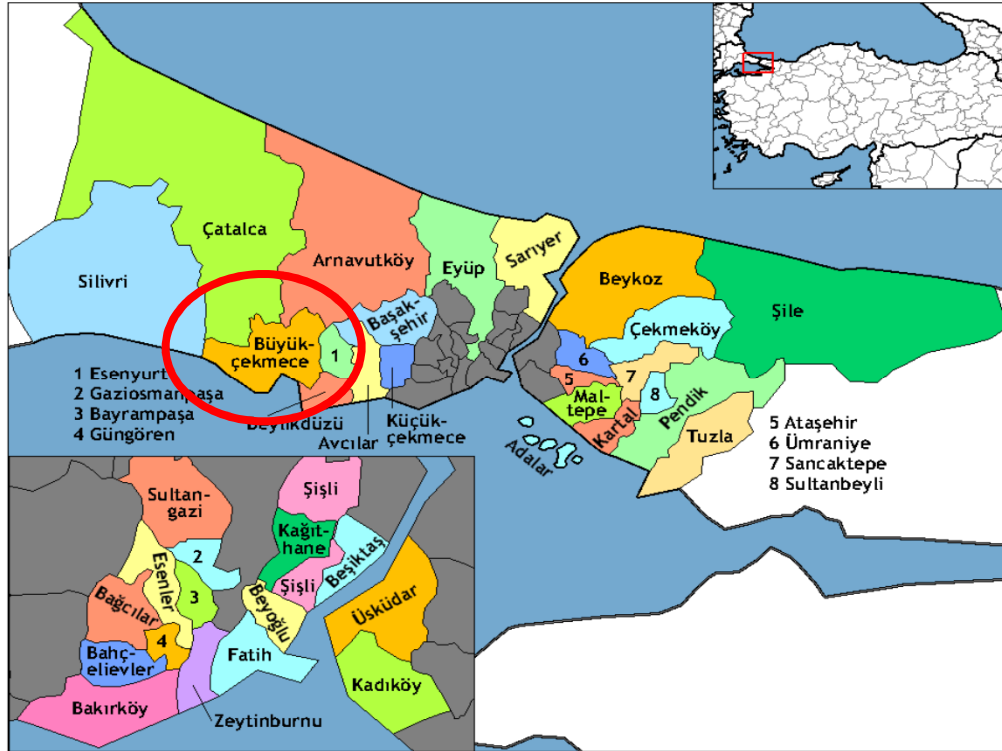 Silivri
Çatalca
Arnavutköy
Büyük-
çekmece
1
Başak-
şehir
Eyüp
Sarıyer
Beykoz
Şile
Çekmeköy
6
5
7
8
Mal-
tepe
Kartal
Pendik
Tuzla
Adalar
1 Esenyurt
2 Gaziosmanpaşa
3 Bayrampaşa
4 Güngören
Beylikdüzü
Avcılar
Küçük-
çekmece
5 Ataşehir
6 Ümraniye
7 Sancaktepe
8 Sultanbeyli
Sultan-
gazi
Şişli
Kağıt-
hane
Beşiktaş
Şişli
2
Esenler
3
Bağcılar
4
Bahç-
elievler
Beyoğlu
Fatih
Üsküdar
Kadıköy
Bakırköy
Zeytinburnu